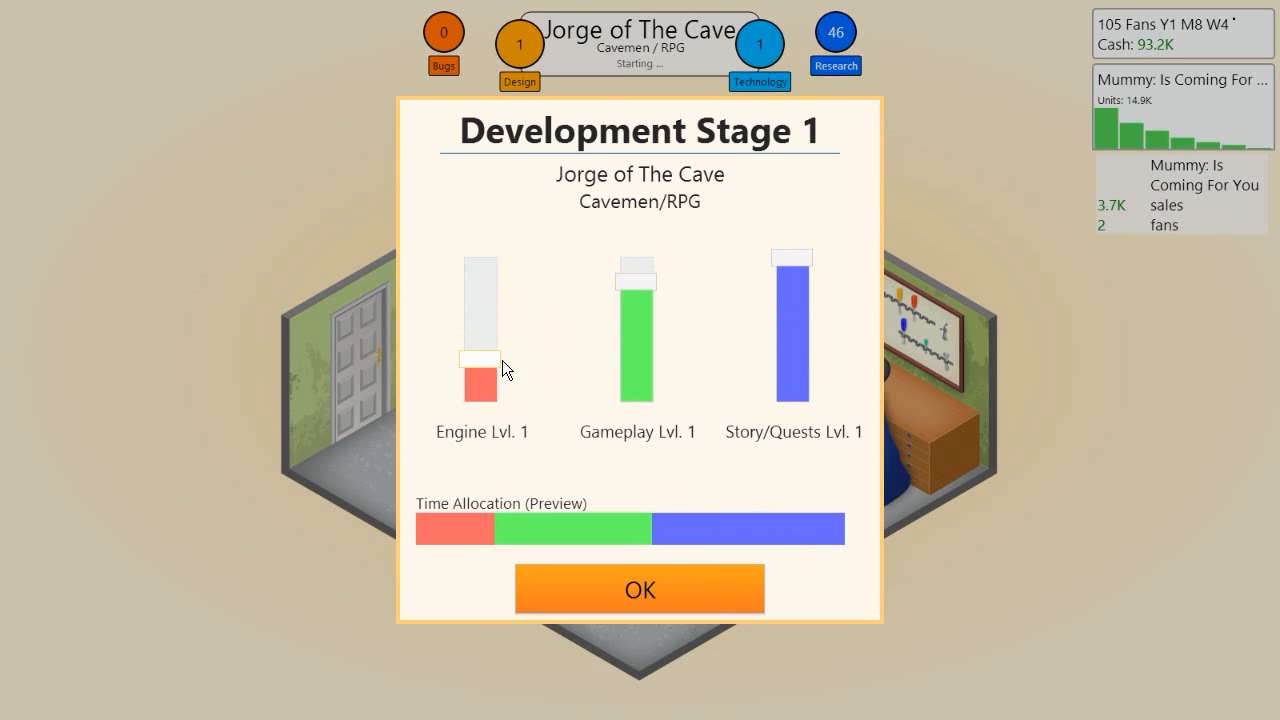 0
Bugs
1
Design
Jorge of The Cave
Cavemen / RPG
Starting ...
1
Technology
46
Research
105 Fans Y1 M8 W4
Cash: 93.2K
Mummy: Is Coming For ...
Units: 14.9K
Mummy: Is
Coming For You
3.7K sales
2 fans
Development Stage 1
Jorge of The Cave
Cavemen/RPG
Engine Lvl. 1
Gameplay Lvl. 1
Story/Quests Lvl. 1
Time Allocation (Preview)
OK